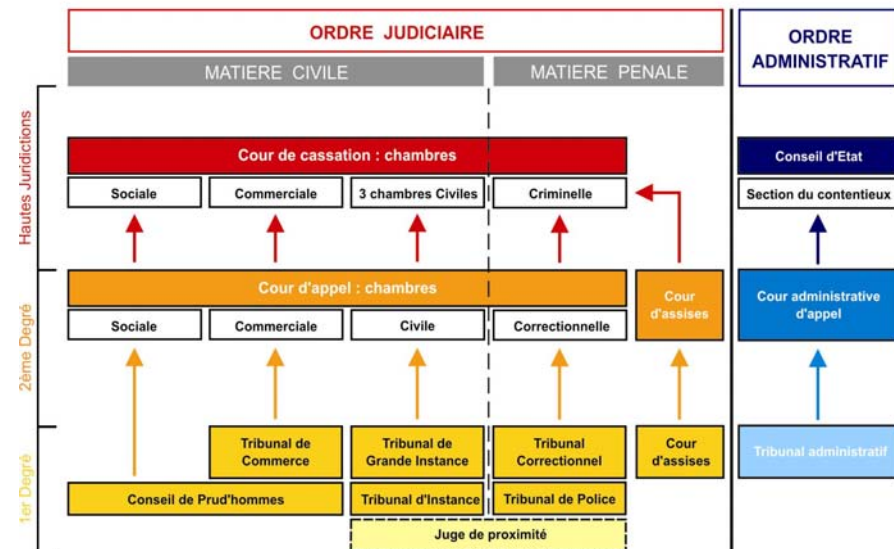 ORDRE JUDICIAIRE
ORDRE
ADMINISTRATIF
MATIERE CIVILE
MATIERE PENALE
Hautes Juridictions
Cour de cassation : chambres
Conseil d'Etat
Sociale
Commerciale
3 chambres Civiles
Criminelle
Section du contentieux
2ème Degré
Cour d'appel : chambres
Cour
d'assises
Cour administrative
d'appel
Sociale
Commerciale
Civile
Correctionnelle
1er Degré
Tribunal de
Commerce
Tribunal de
Grande Instance
Tribunal
Correctionnel
Cour
d'assises
Tribunal administratif
Conseil de Prud'hommes
Tribunal d'Instance
Tribunal de Police
Juge de proximité